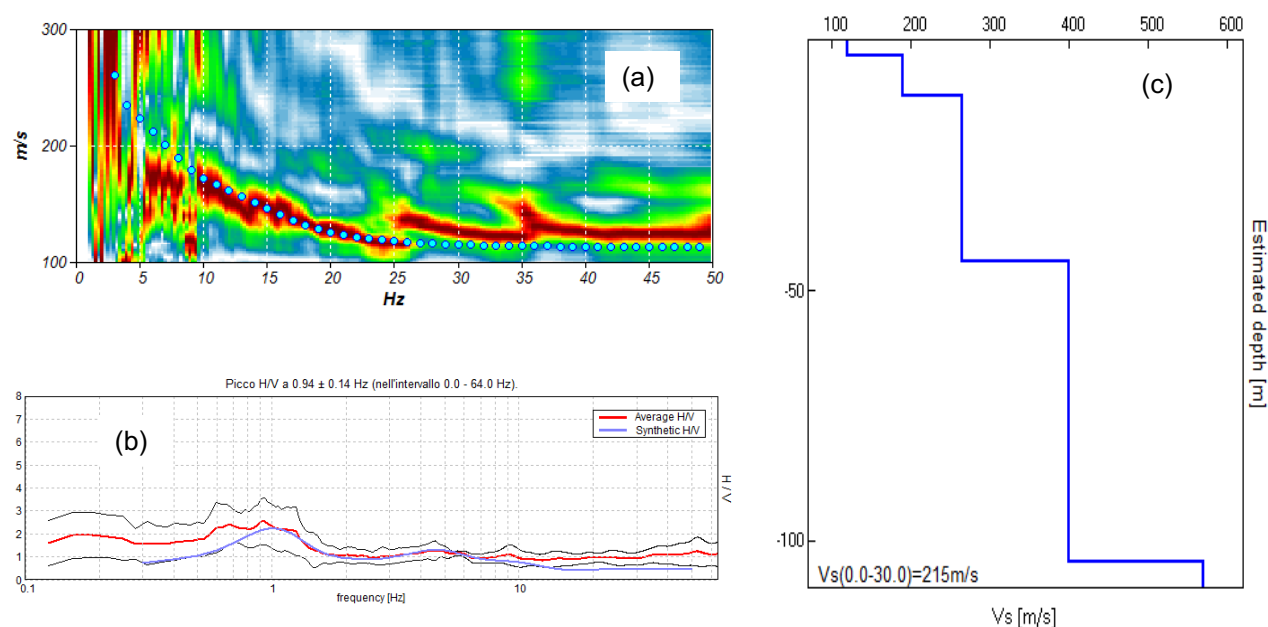 300
200
100
m/s
0 5 10 15 20 25 30 35 40 45 50
Hz
(a)
Picco H/V a 0.94 ± 0.14 Hz (nell'intervallo 0.0 - 64.0 Hz).
8
7
6
5
4
3
2
1
0
0.1 1 10
frequency [Hz]
H / V
(b)
Average H/V
Synthetic H/V
100 200 300 400 500 600
(c)
-50
-100
Estimated depth [m]
Vs(0.0-30.0)=215m/s
Vs [m/s]